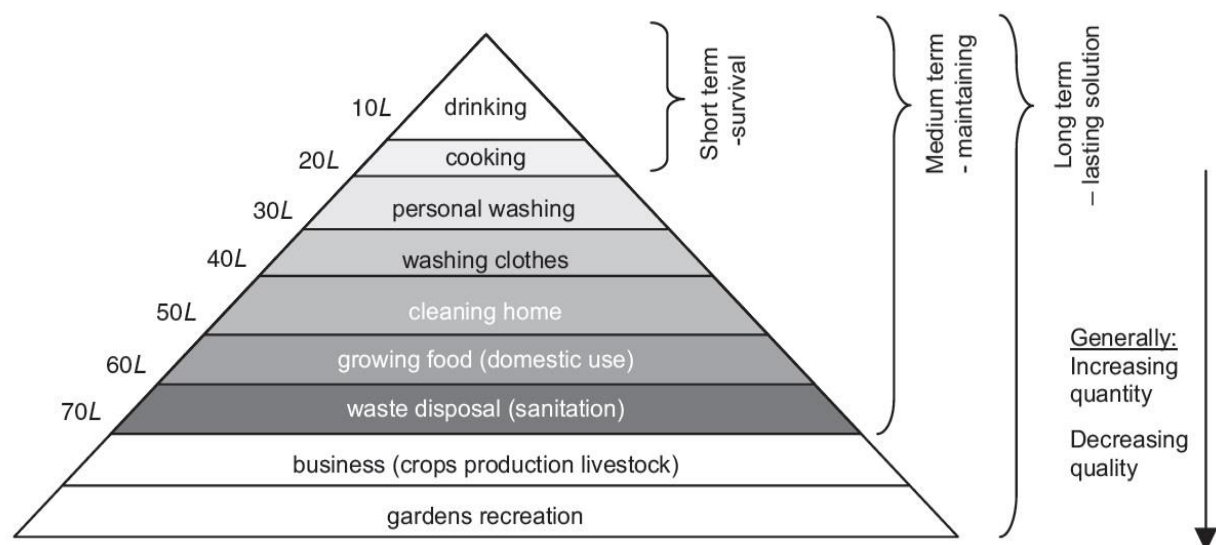 10L
drinking
20L
cooking
30L
personal washing
40L
washing clothes
50L
cleaning home
60L
growing food (domestic use)
70L
waste disposal (sanitation)
business (crops production livestock)
gardens recreation
Short term
-survival
Medium term
- maintaining
Long term
– lasting solution
Generally:
Increasing
quantity
Decreasing
quality